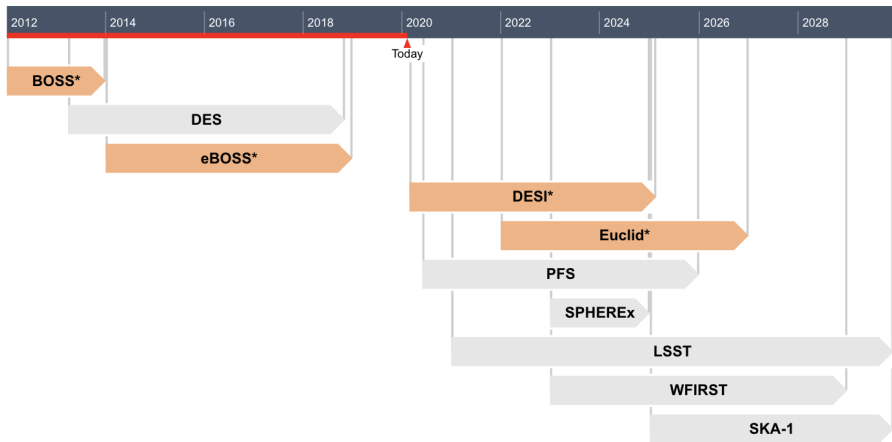 2012 2014 2016 2018 2020 2022 2024 2026 2028
Today
BOSS*
DES
eBOSS*
DESI*
Euclid*
PFS
SPHEREx
LSST
WFIRST
SKA-1